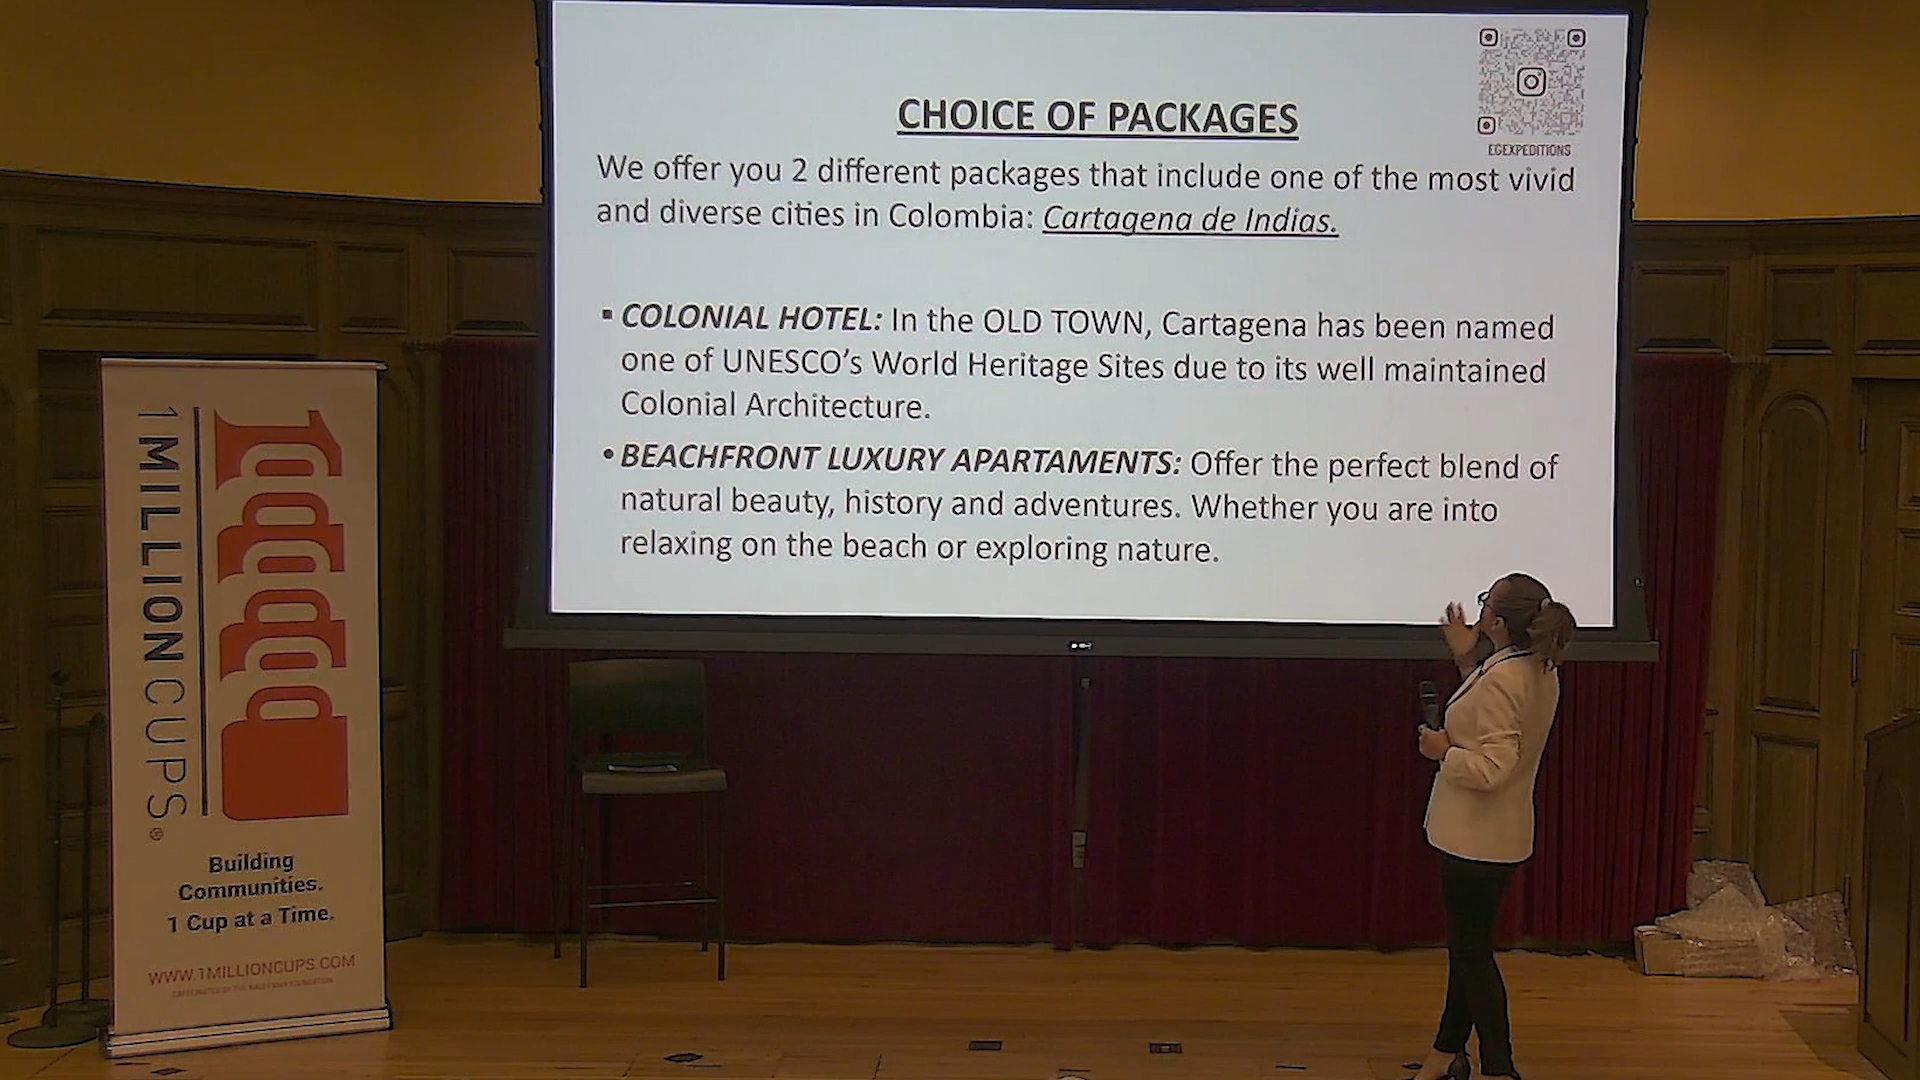 CHOICE OF PACKAGES
EGEXPEDITIONS
We offer you 2 different packages that include one of the most vivid
and diverse cities in Colombia: Cartagena de Indias.
▪ COLONIAL HOTEL: In the OLD TOWN, Cartagena has been named
one of UNESCO’s World Heritage Sites due to its well maintained
Colonial Architecture.
• BEACHFRONT LUXURY APARTAMENTS: Offer the perfect blend of
natural beauty, history and adventures. Whether you are into
relaxing on the beach or exploring nature.
1MILLIONCUPS®
Building
Communities.
1 Cup at a Time.
WWW.1MILLIONCUPS.COM